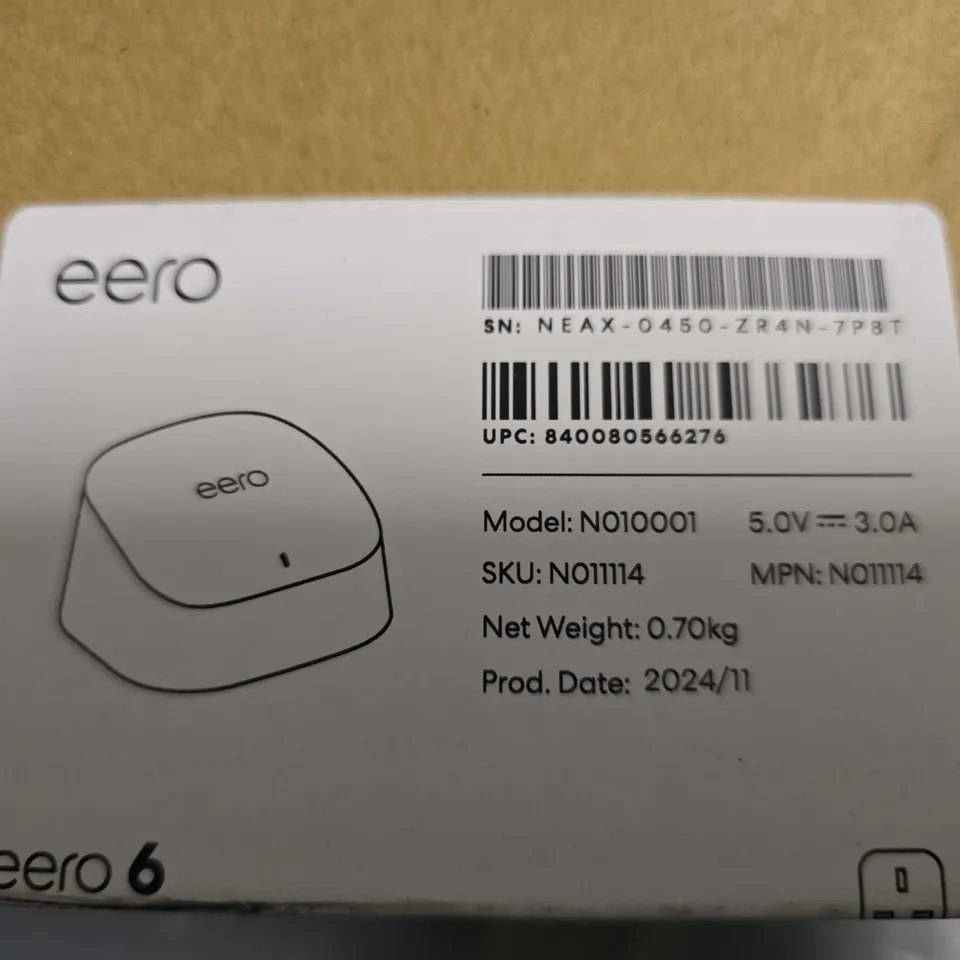 eero
SN: NEAX-0450-ZR4N-7P8T
UPC: 840080566276
eero
Model: N010001 5.0V ⎓ 3.0A
SKU: N011114 MPN: N011114
Net Weight: 0.70kg
Prod. Date: 2024/11
eero 6